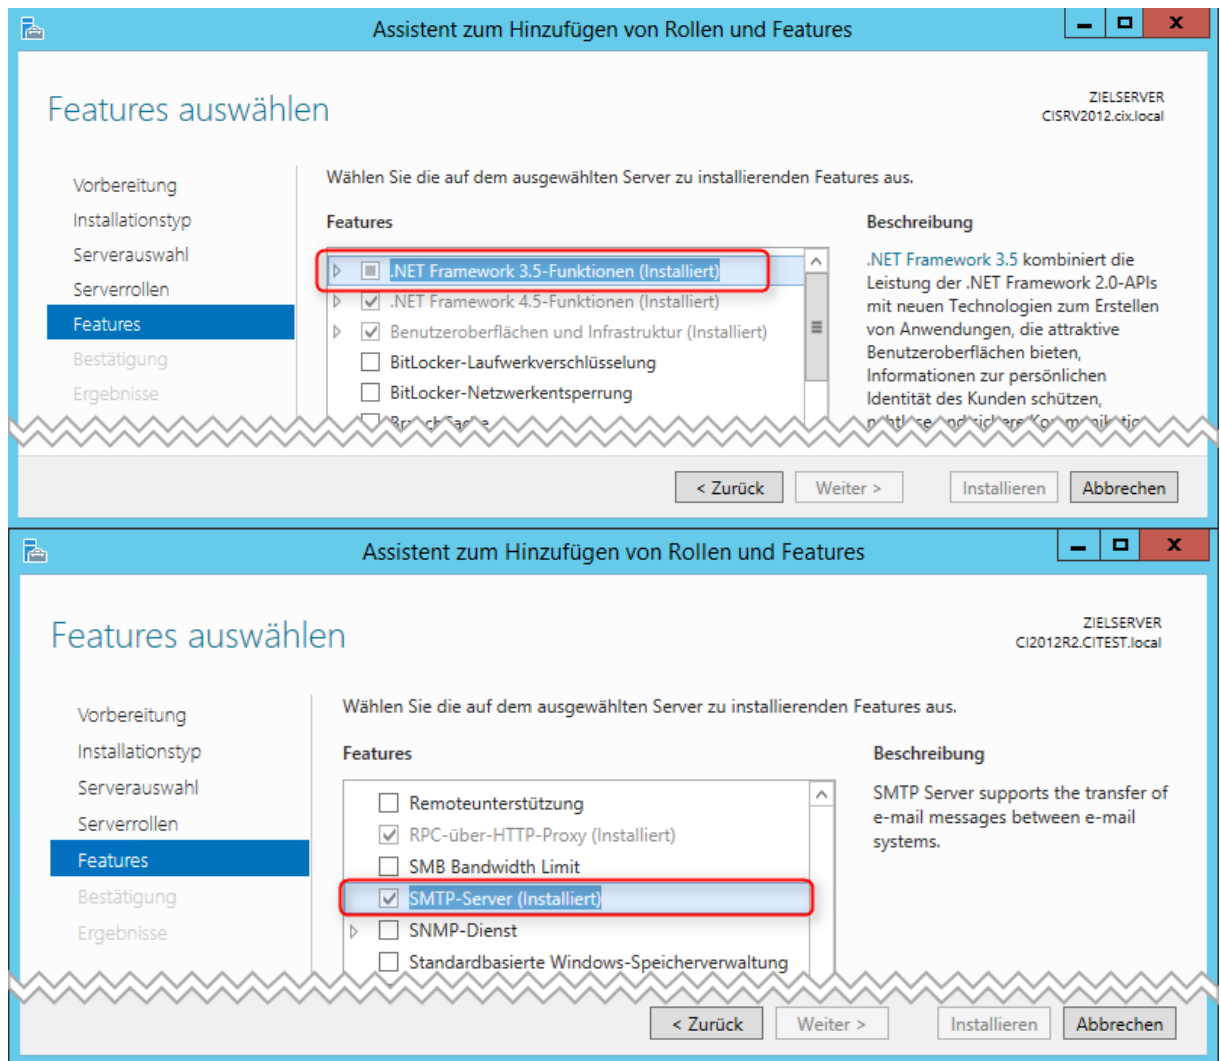 Assistent zum Hinzufügen von Rollen und Features
Features auswählen
ZIELSERVER
CISRV2012.cix.local
Vorbereitung
Installationstyp
Serverauswahl
Serverrollen
Features
Bestätigung
Ergebnisse
Wählen Sie die auf dem ausgewählten Server zu installierenden Features aus.
Features
.NET Framework 3.5-Funktionen (Installiert)
.NET Framework 4.5-Funktionen (Installiert)
Benutzeroberflächen und Infrastruktur (Installiert)
BitLocker-Laufwerkverschlüsselung
BitLocker-Netzwerkentsperrung
BranchCache
Beschreibung
.NET Framework 3.5 kombiniert die
Leistung der .NET Framework 2.0-APIs
mit neuen Technologien zum Erstellen
von Anwendungen, die attraktive
Benutzeroberflächen bieten,
Informationen zur persönlichen
Identität des Kunden schützen,
nahtlose und sichere
< Zurück
Weiter >
Installieren
Abbrechen
Assistent zum Hinzufügen von Rollen und Features
Features auswählen
ZIELSERVER
CI2012R2.CITEST.local
Vorbereitung
Installationstyp
Serverauswahl
Serverrollen
Features
Bestätigung
Ergebnisse
Wählen Sie die auf dem ausgewählten Server zu installierenden Features aus.
Features
Remoteunterstützung
RPC-über-HTTP-Proxy (Installiert)
SMB Bandwidth Limit
SMTP-Server (Installiert)
SNMP-Dienst
Standardbasierte Windows-Speicherverwaltung
Beschreibung
SMTP Server supports the transfer of
e-mail messages between e-mail
systems.
< Zurück
Weiter >
Installieren
Abbrechen